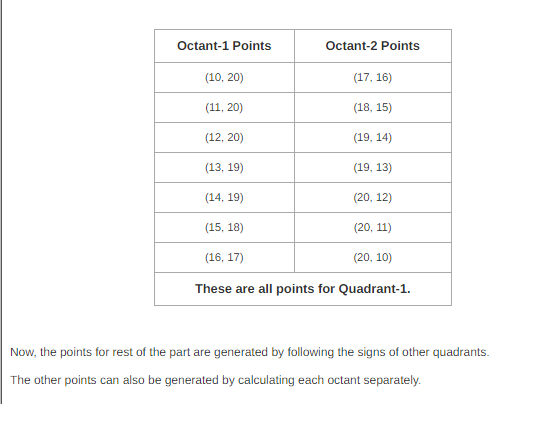 Octant-1 Points Octant-2 Points
(10, 20) (17, 16)
(11, 20) (18, 15)
(12, 20) (19, 14)
(13, 19) (19, 13)
(14, 19) (20, 12)
(15, 18) (20, 11)
(16, 17) (20, 10)
These are all points for Quadrant-1.
Now, the points for rest of the part are generated by following the signs of other quadrants.
The other points can also be generated by calculating each octant separately.